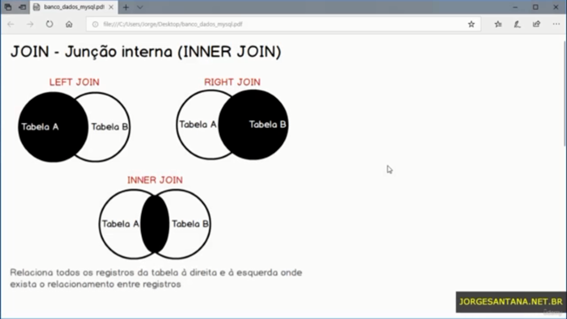 banco_dados_mysql.pdf
file:///C:/Users/Jorge/Desktop/banco_dados_mysql.pdf
JOIN - Junção interna (INNER JOIN)
LEFT JOIN
RIGHT JOIN
Tabela A
Tabela B
Tabela A
Tabela B
INNER JOIN
Tabela A
Tabela B
Relaciona todos os registros da tabela à direita e à esquerda onde
exista o relacionamento entre registros
JORGESANTANA.NET.BR